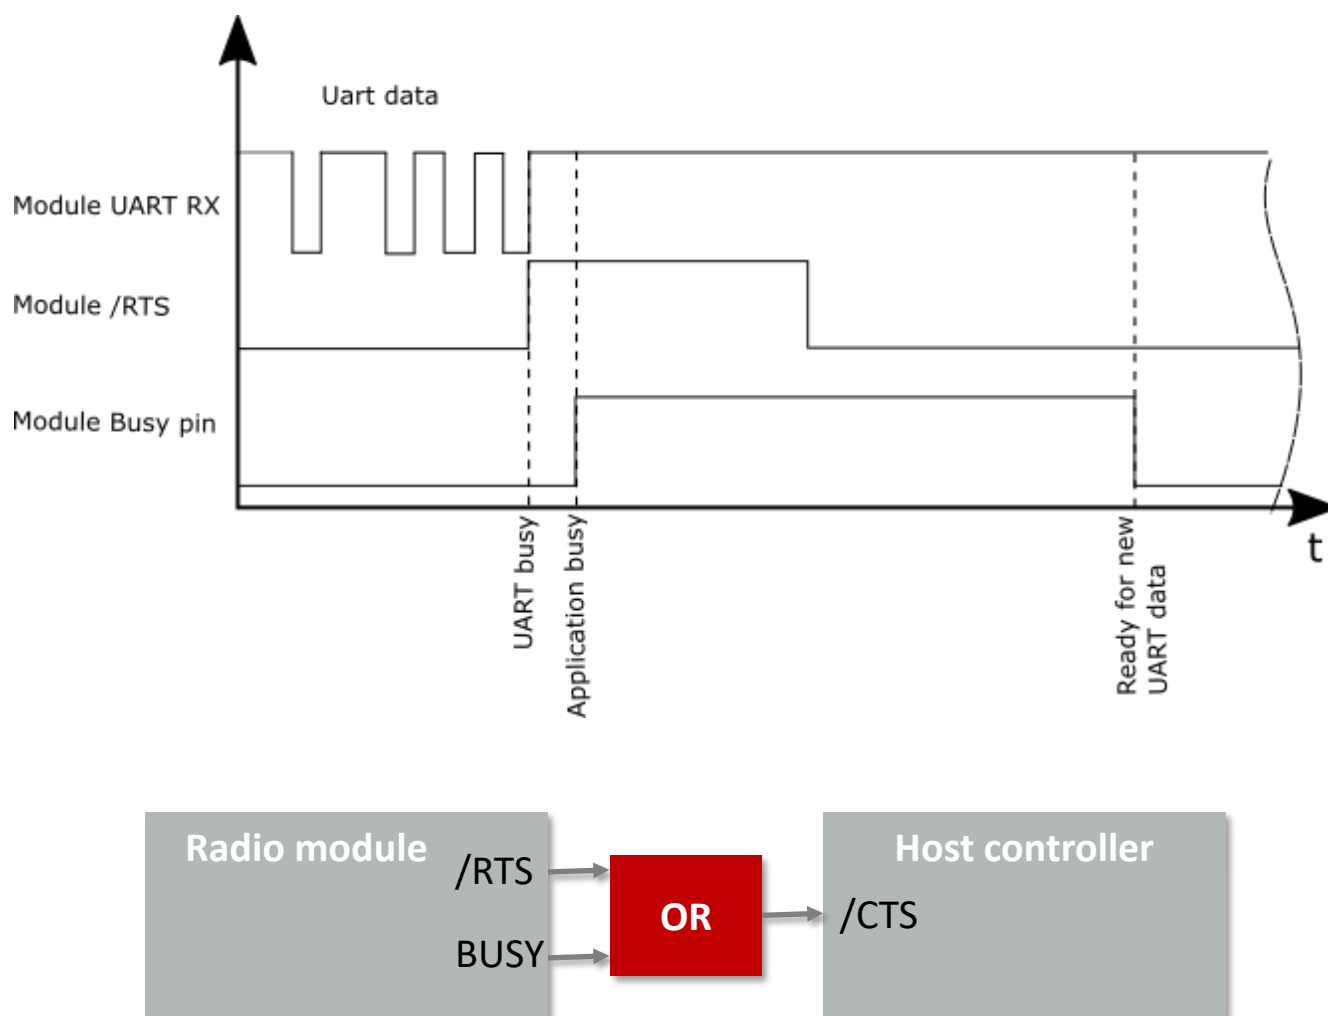 Uart data
Module UART RX
Module /RTS
Module Busy pin
t
UART busy
Application busy
Ready for new
UART data
Radio module
/RTS
BUSY
OR
Host controller
/CTS